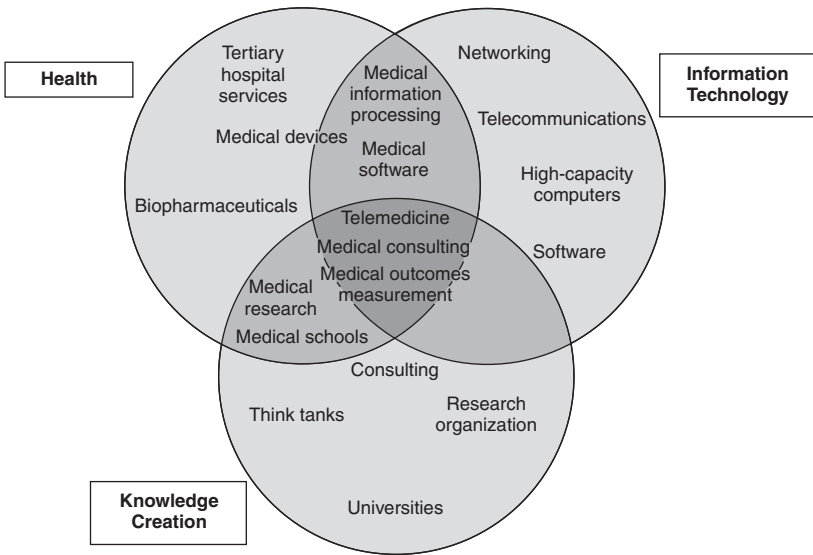 Health
Tertiary
hospital
services
Medical devices
Biopharmaceuticals
Medical
information
processing
Medical
software
Networking
Telecommunications
High-capacity
computers
Software
Information
Technology
Telemedicine
Medical consulting
Medical outcomes
measurement
Medical
research
Medical schools
Consulting
Think tanks
Research
organization
Universities
Knowledge
Creation